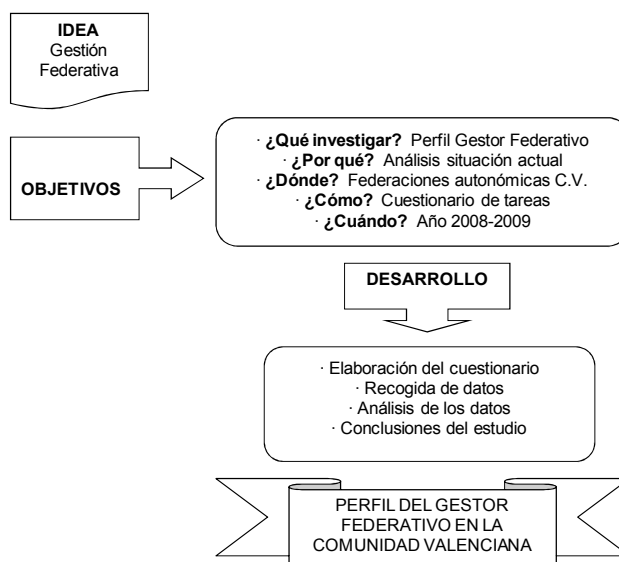 IDEA
Gestión
Federativa
OBJETIVOS
· ¿Qué investigar? Perfil Gestor Federativo
· ¿Por qué? Análisis situación actual
· ¿Dónde? Federaciones autonómicas C.V.
· ¿Cómo? Cuestionario de tareas
· ¿Cuándo? Año 2008-2009
DESARROLLO
· Elaboración del cuestionario
· Recogida de datos
· Análisis de los datos
· Conclusiones del estudio
PERFIL DEL GESTOR
FEDERATIVO EN LA
COMUNIDAD VALENCIANA